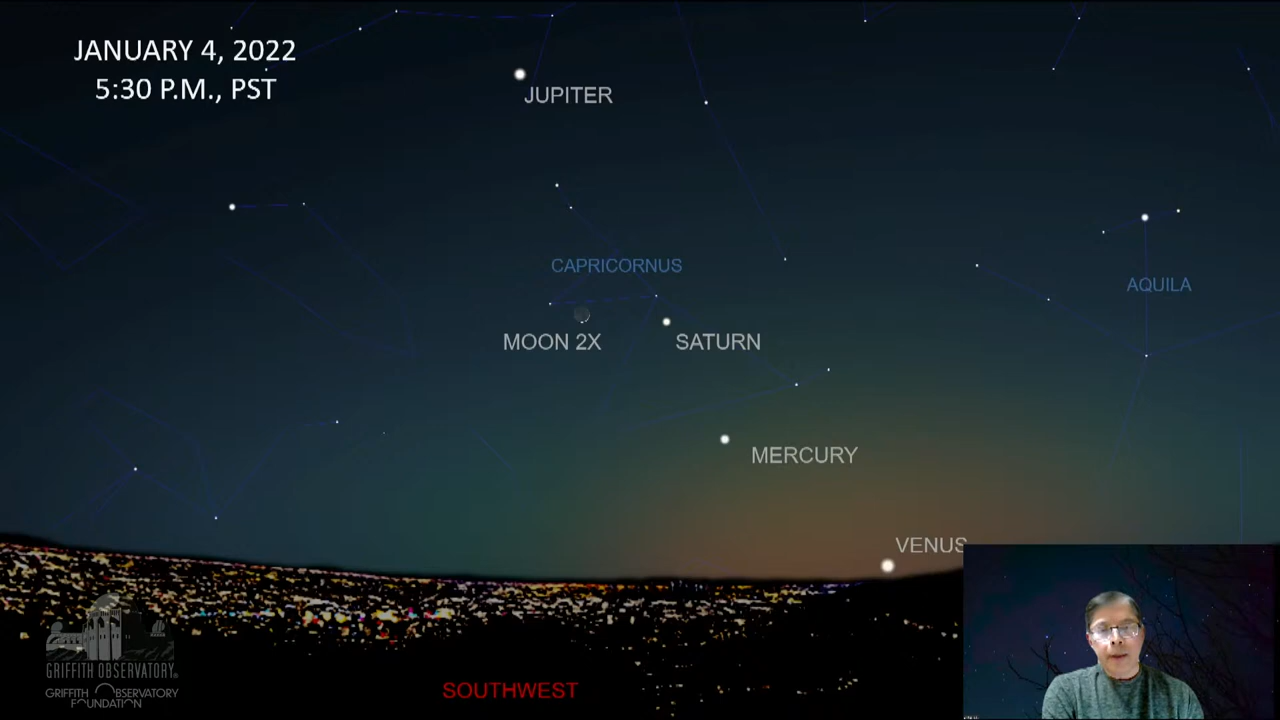 JANUARY 4, 2022
5:30 P.M., PST
JUPITER
CAPRICORNUS
AQUILA
MOON 2X
SATURN
MERCURY
VENUS
GRIFFITH OBSERVATORY
GRIFFITH OBSERVATORY
FOUNDATION
SOUTHWEST